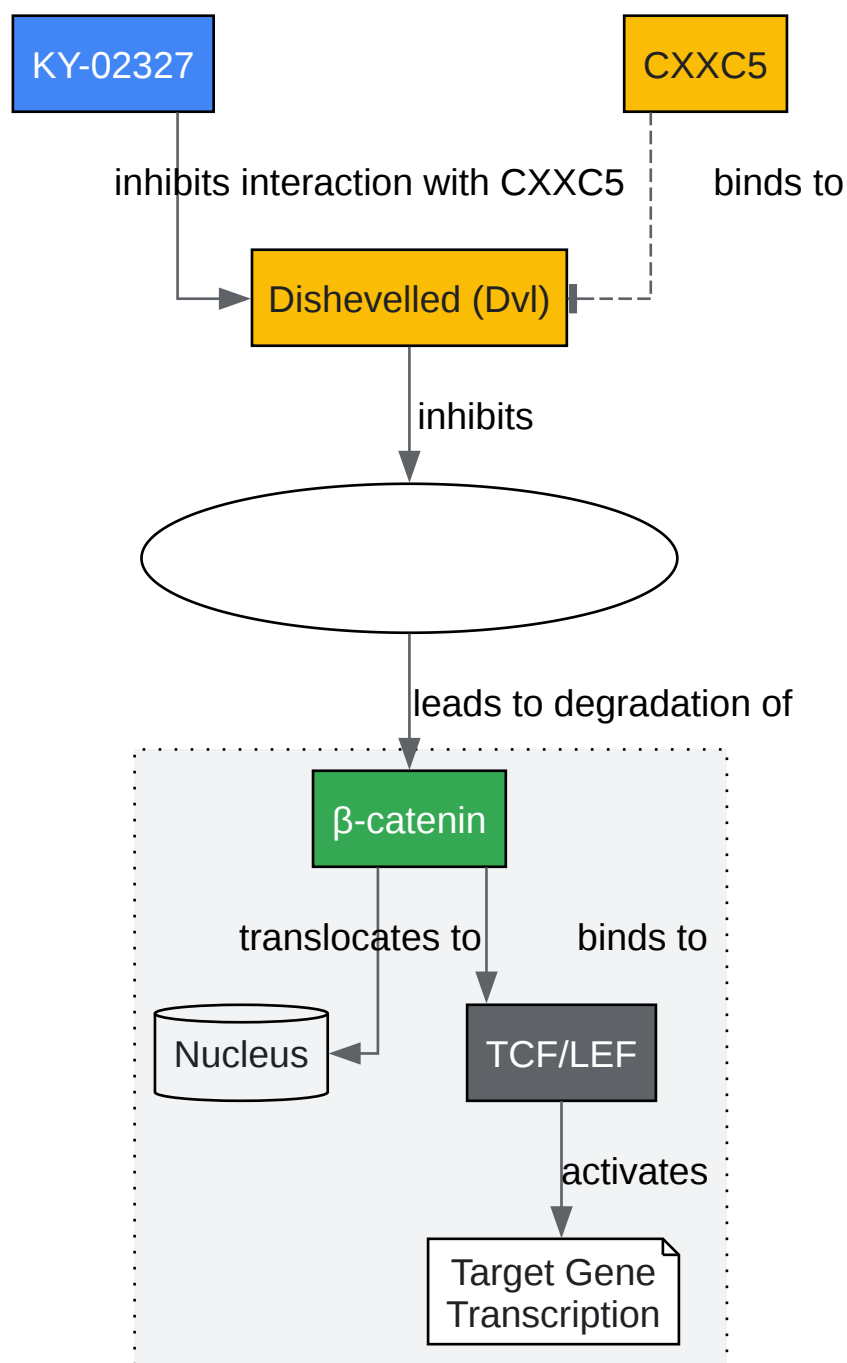 KY-02327
CXXC5
inhibits interaction with CXXC5
binds to
Dishevelled (Dvl)
inhibits
leads to degradation of
β-catenin
translocates to
binds to
Nucleus
TCF/LEF
activates
Target Gene
Transcription